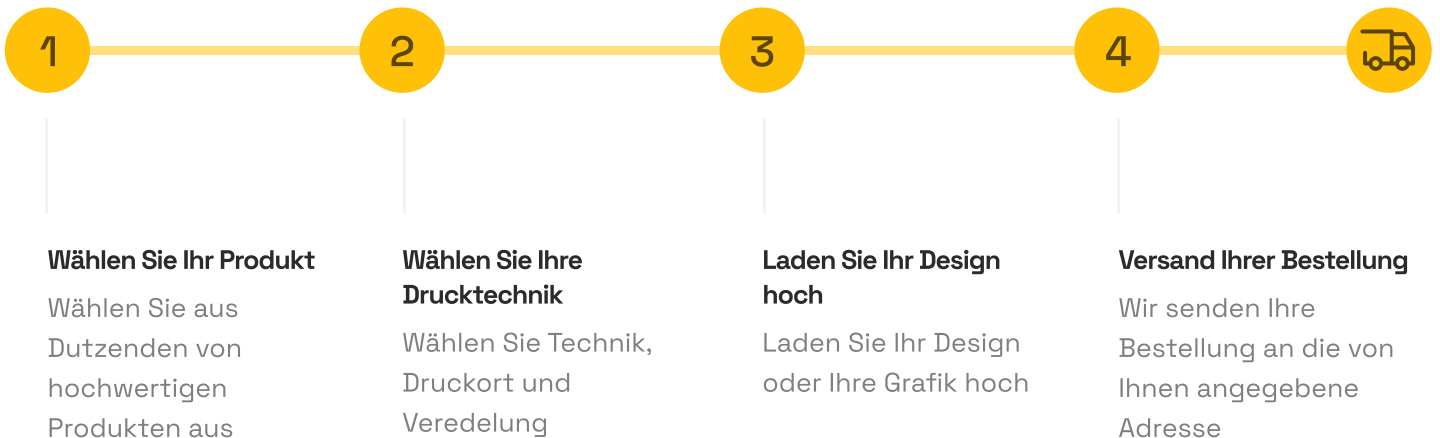 1
2
3
4
Wählen Sie Ihr Produkt
Wählen Sie aus
Dutzenden von
hochwertigen
Produkten aus
Wählen Sie Ihre
Drucktechnik
Wählen Sie Technik,
Druckort und
Veredelung
Laden Sie Ihr Design
hoch
Laden Sie Ihr Design
oder Ihre Grafik hoch
Versand Ihrer Bestellung
Wir senden Ihre
Bestellung an die von
Ihnen angegebene
Adresse